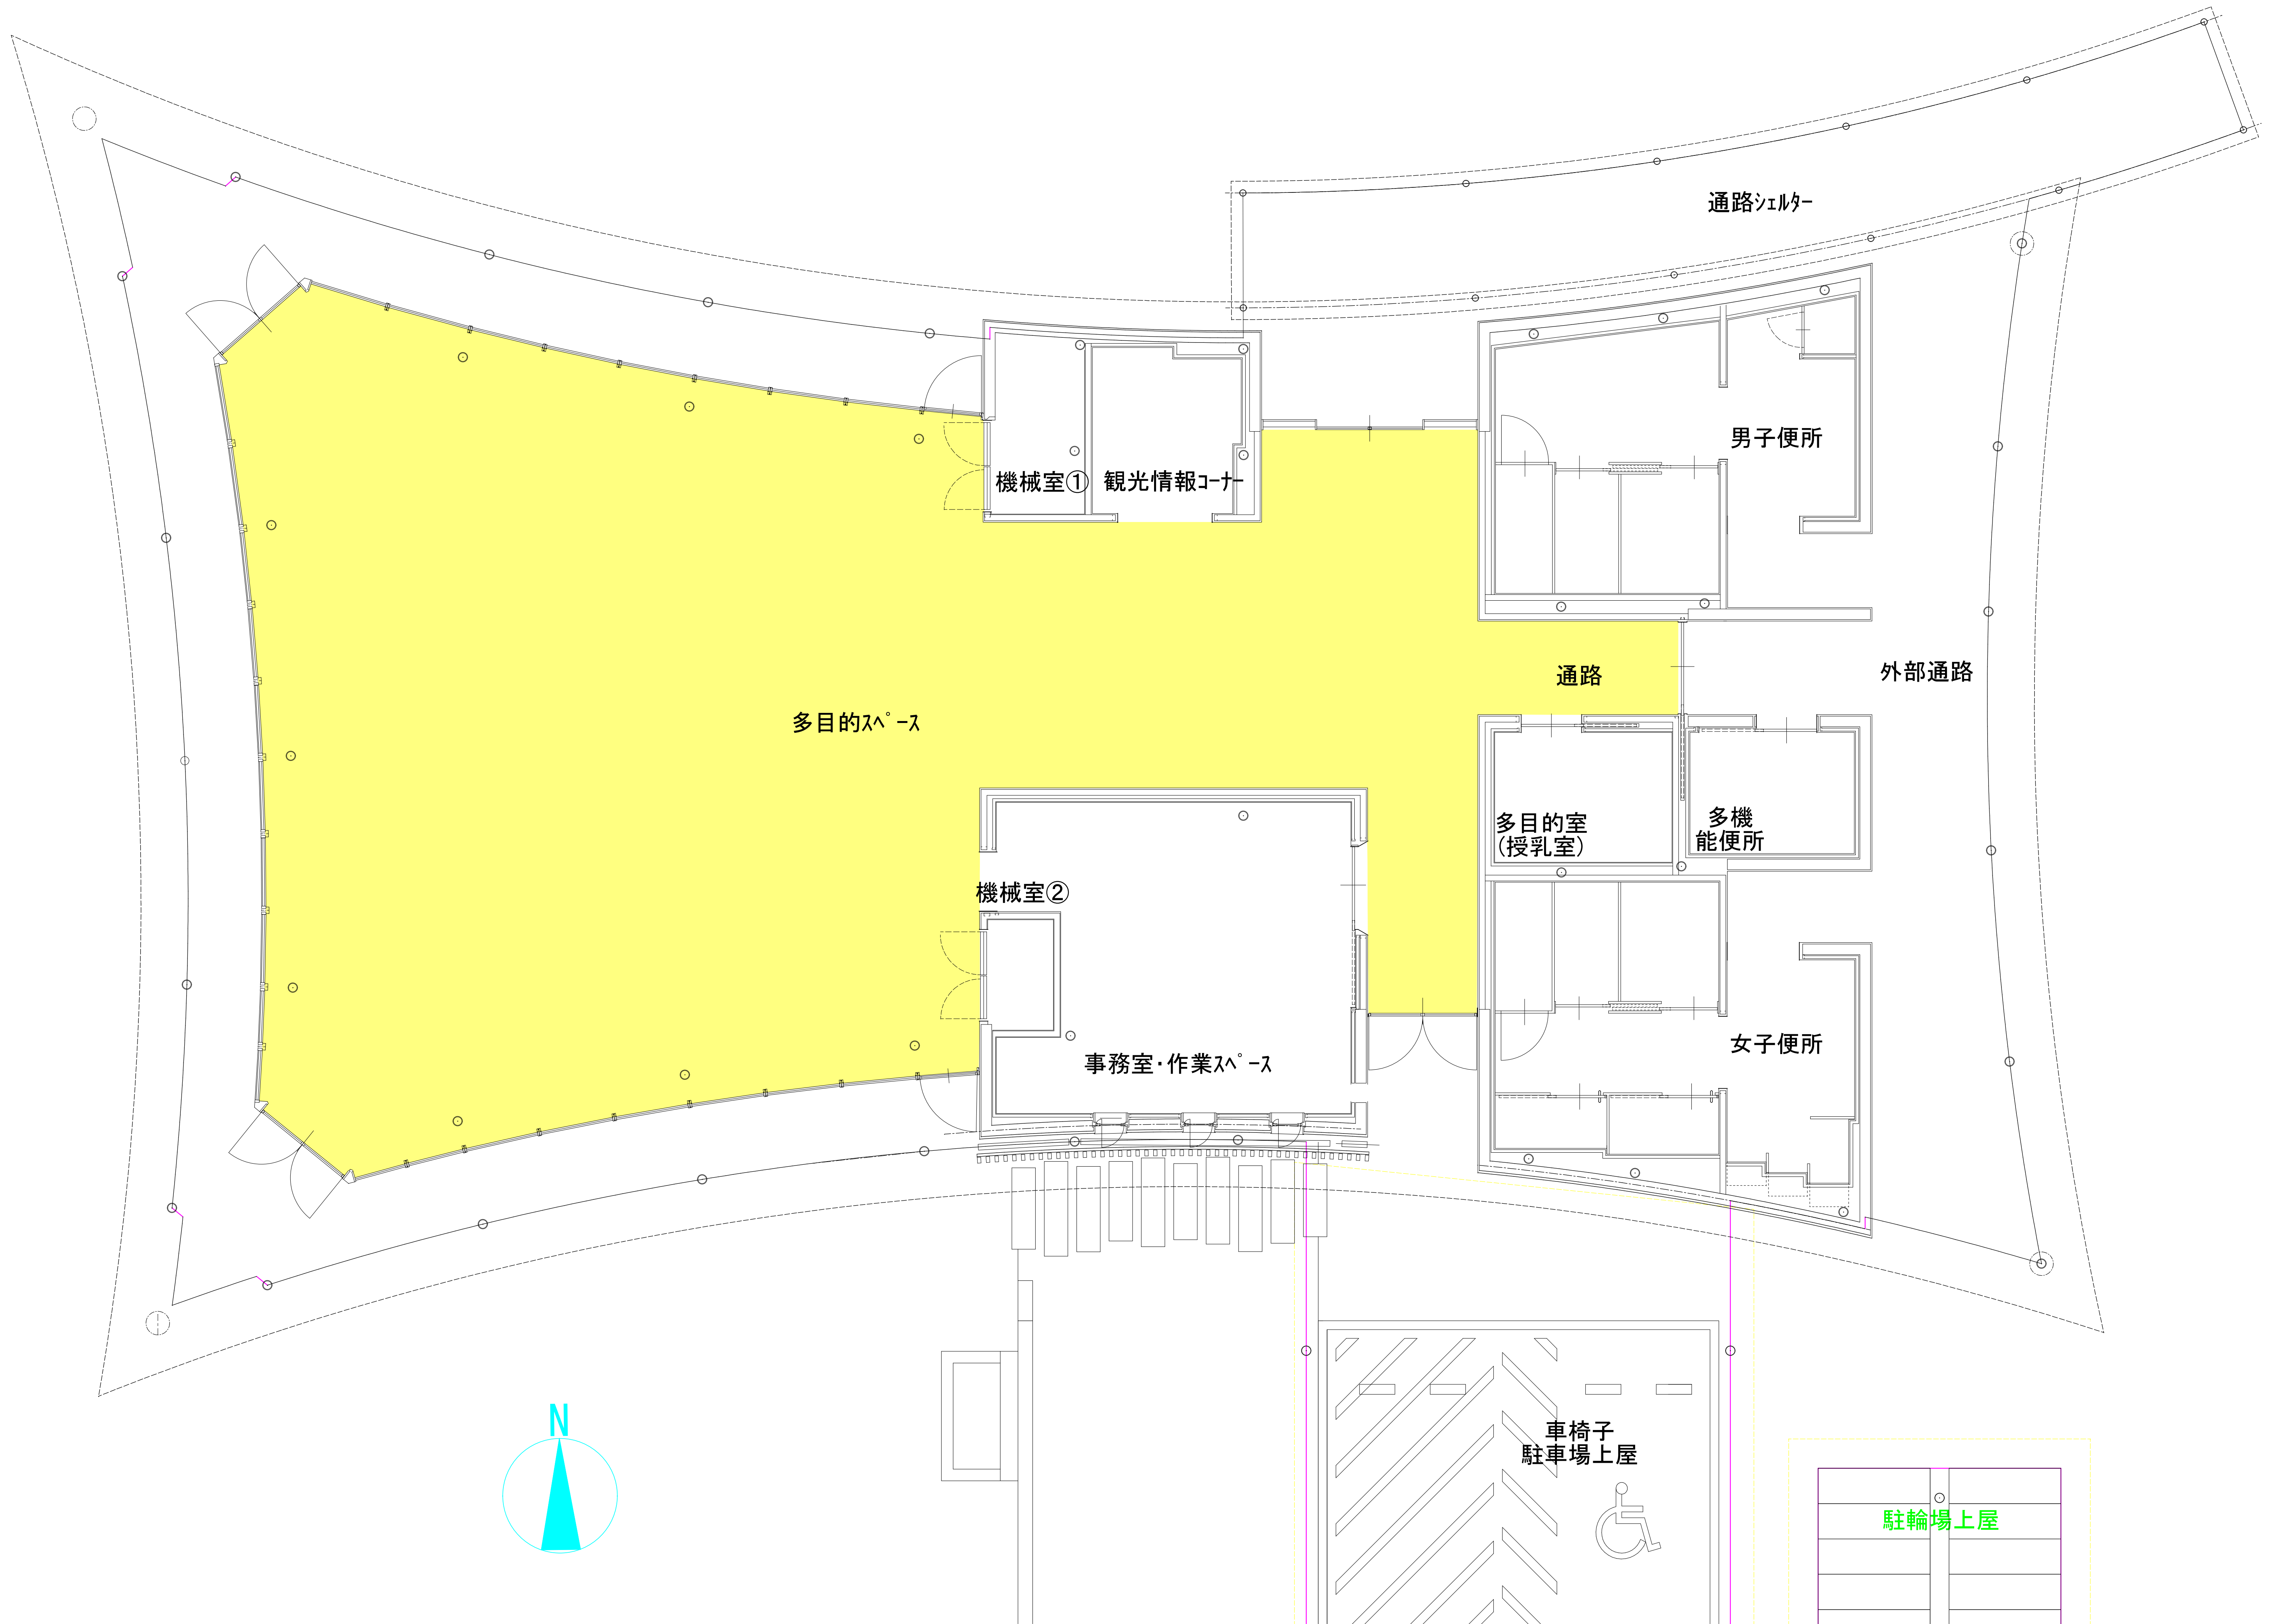 通路ｼｪﾙﾀｰ
男子便所
機械室①
観光情報ｺｰﾅｰ
通路
外部通路
多目的ｽﾍﾟｰｽ
多目的室
(授乳室)
多機
能便所
機械室②
事務室・作業ｽﾍﾟｰｽ
女子便所
N
車椅子
駐車場上屋
駐輪場上屋